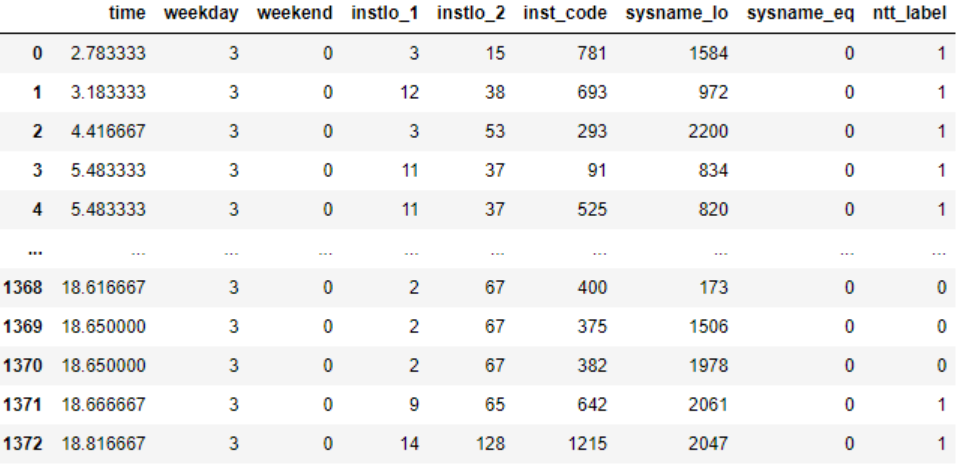 time weekday weekend instlo_1 instlo_2 inst_code sysname_lo sysname_eq ntt_label
0 2.783333 3 0 3 15 781 1584 0 1
1 3.183333 3 0 12 38 693 972 0 1
2 4.416667 3 0 3 53 293 2200 0 1
3 5.483333 3 0 11 37 91 834 0 1
4 5.483333 3 0 11 37 525 820 0 1
... ... ... ... ... ... ... ... ... ...
1368 18.616667 3 0 2 67 400 173 0 0
1369 18.650000 3 0 2 67 375 1506 0 0
1370 18.650000 3 0 2 67 382 1978 0 0
1371 18.666667 3 0 9 65 642 2061 0 1
1372 18.816667 3 0 14 128 1215 2047 0 1